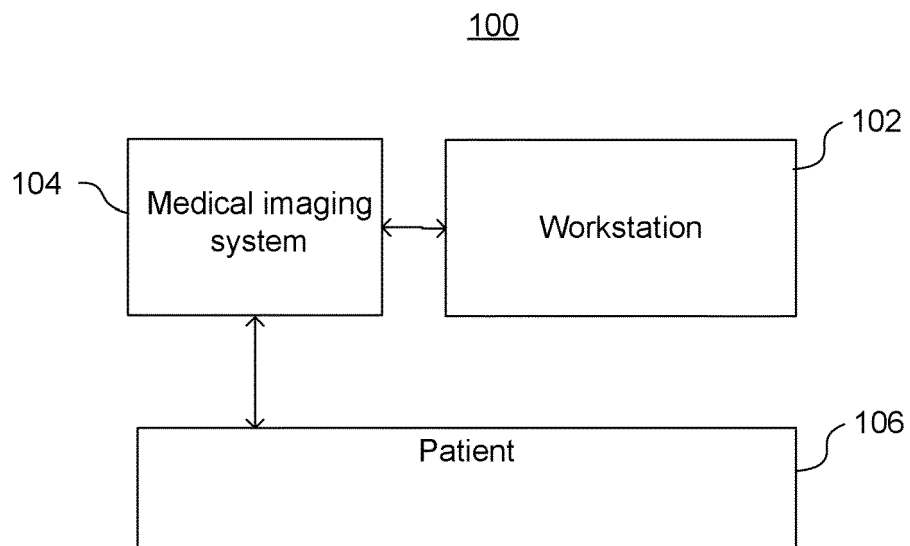 100
102
104
Medical imaging
system
Workstation
106
Patient